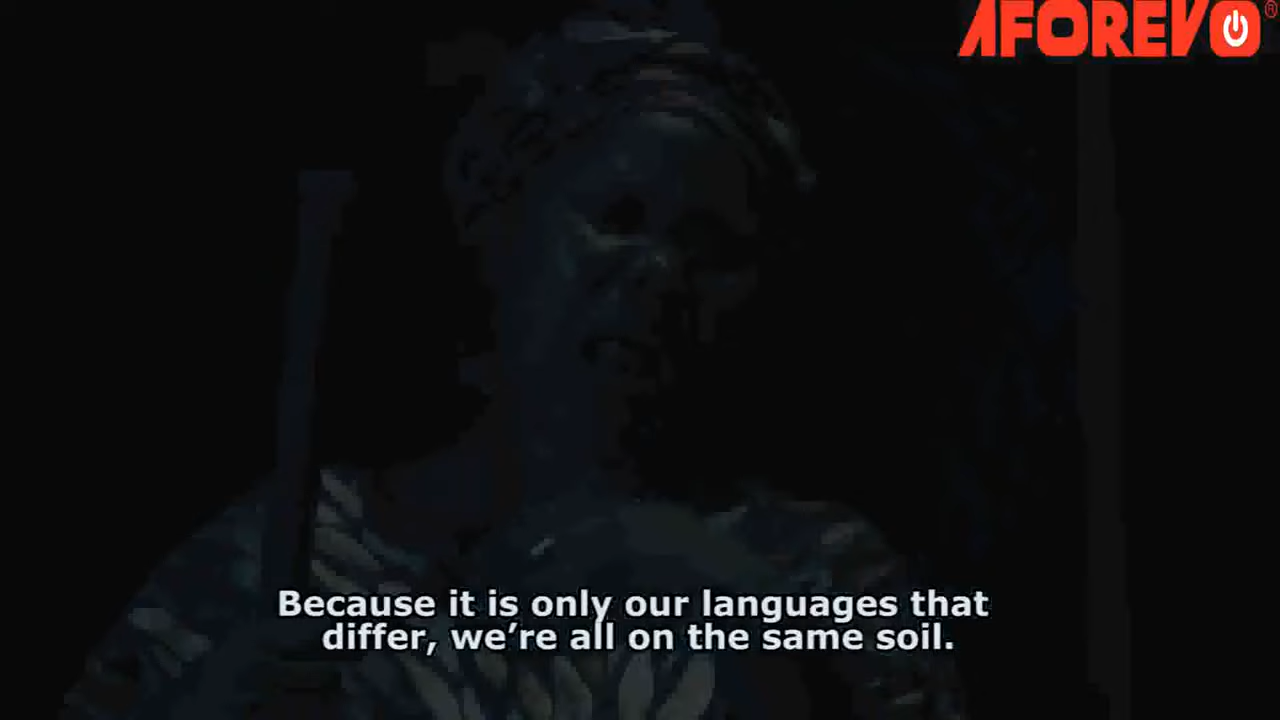 AFOREVO®
Because it is only our languages that
differ, we’re all on the same soil.